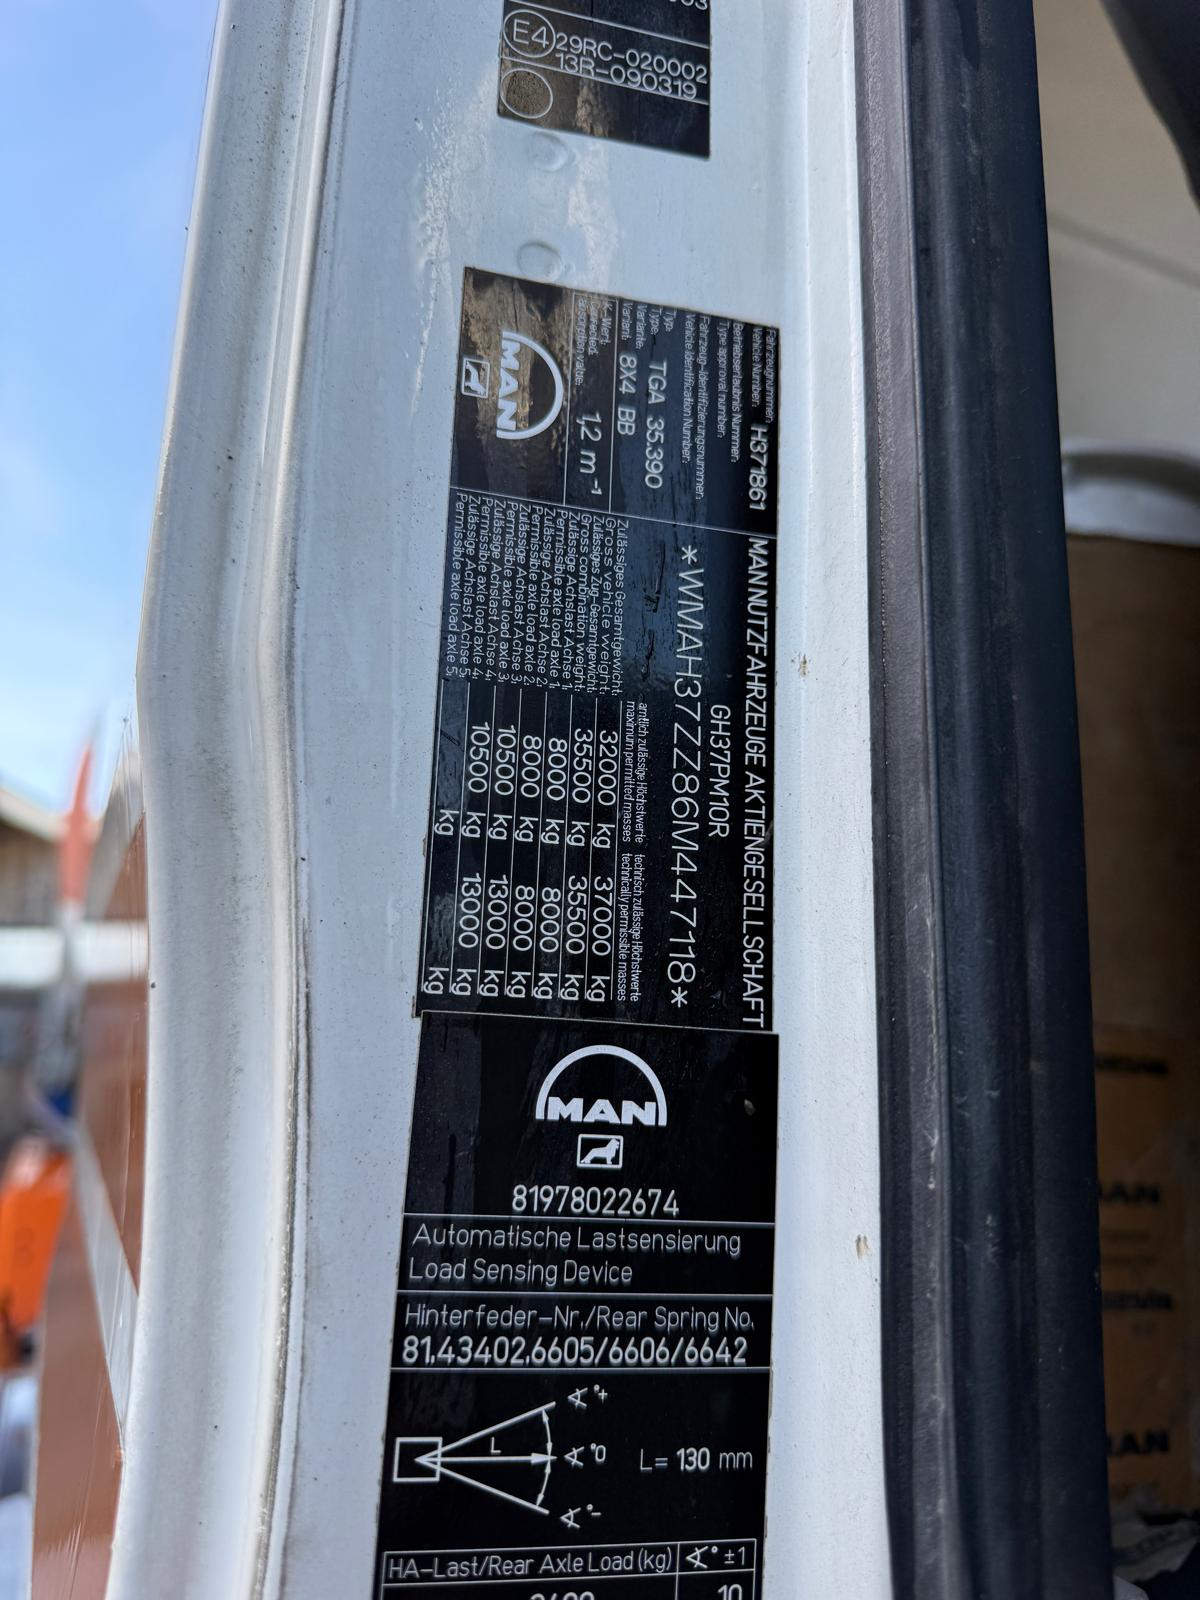 E4
29RC-020002
13R-090319
Fahrzeugnummer:
Vehicle Number: H371861
MAN NUTZFAHRZEUGE AKTIENGESELLSCHAFT
Betriebserlaubnis Nummer:
Type approval number:
GH37PM10R
Fahrzeug-Identifizierungsnummer:
Vehicle Identification Number:
*WMAH37ZZ86M447118*
Typ:
Type: TGA 35.390
Variante:
Variant: 8X4 BB
K-Wert:
Corrected
absorption value: 1,2 m⁻¹
MAN
amtlich zulässige Höchstwerte technisch zulässige Höchstwerte
maximum permitted masses technically permissible masses
Zulässiges Gesamtgewicht:
Gross vehicle weight: 32000 kg 37000 kg
Zulässiges Zug-Gesamtgewicht:
Gross combination weight: 35500 kg 35500 kg
Zulässige Achslast Achse 1:
Permissible axle load axle 1: 8000 kg 8000 kg
Zulässige Achslast Achse 2:
Permissible axle load axle 2: 8000 kg 8000 kg
Zulässige Achslast Achse 3:
Permissible axle load axle 3: 10500 kg 13000 kg
Zulässige Achslast Achse 4:
Permissible axle load axle 4: 10500 kg 13000 kg
Zulässige Achslast Achse 5:
Permissible axle load axle 5: kg kg
MAN
81978022674
Automatische Lastsensierung
Load Sensing Device
Hinterfeder-Nr./Rear Spring No.
81.43402.6605/6606/6642
∢°+
L
∢°0
L= 130 mm
∢°-
HA-Last/Rear Axle Load (kg) ∢° ±1
10
MAN